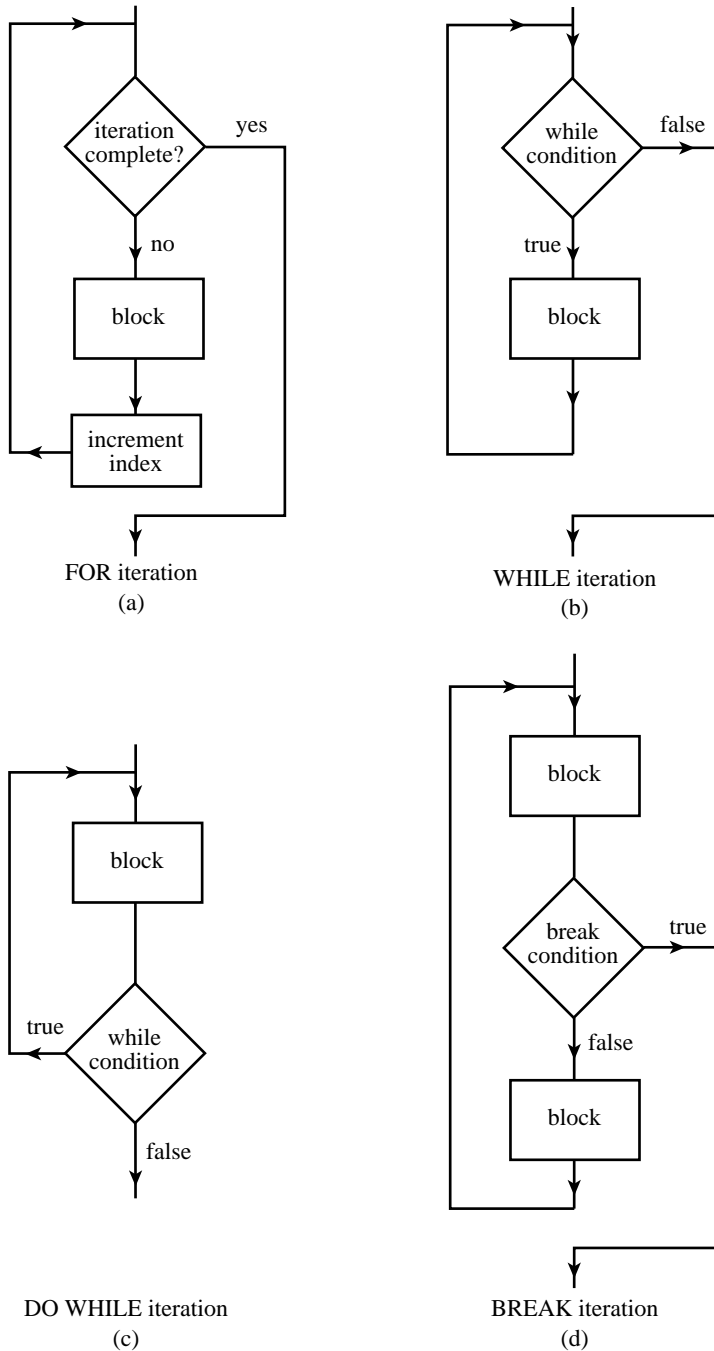 iteration
complete?
yes
no
block
increment
index
FOR iteration
(a)
while
condition
false
true
block
WHILE iteration
(b)
block
true
while
condition
false
DO WHILE iteration
(c)
block
break
condition
true
false
block
BREAK iteration
(d)